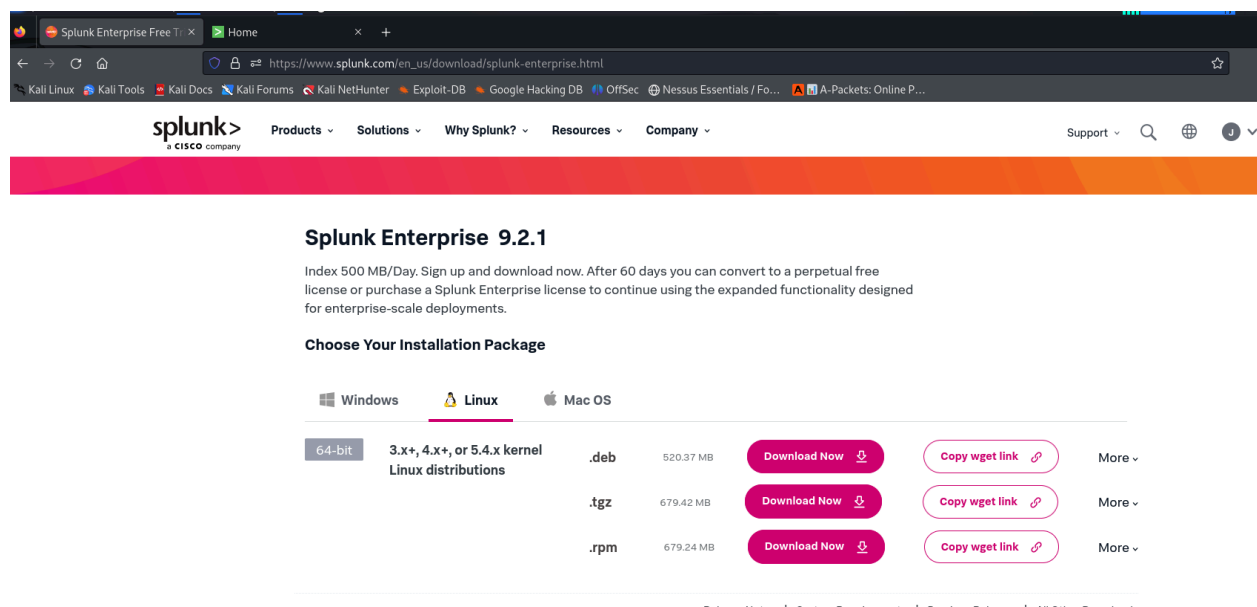 Splunk Enterprise Free Tr
Home
https://www.splunk.com/en_us/download/splunk-enterprise.html
Kali Linux Kali Tools Kali Docs Kali Forums Kali NetHunter Exploit-DB Google Hacking DB OffSec Nessus Essentials / Fo... A-Packets: Online P...
splunk>
a CISCO company
Products Solutions Why Splunk? Resources Company Support J
Splunk Enterprise 9.2.1
Index 500 MB/Day. Sign up and download now. After 60 days you can convert to a perpetual free
license or purchase a Splunk Enterprise license to continue using the expanded functionality designed
for enterprise-scale deployments.
Choose Your Installation Package
Windows Linux Mac OS
64-bit 3.x+, 4.x+, or 5.4.x kernel
Linux distributions
.deb 520.37 MB Download Now Copy wget link More
.tgz 679.42 MB Download Now Copy wget link More
.rpm 679.24 MB Download Now Copy wget link More